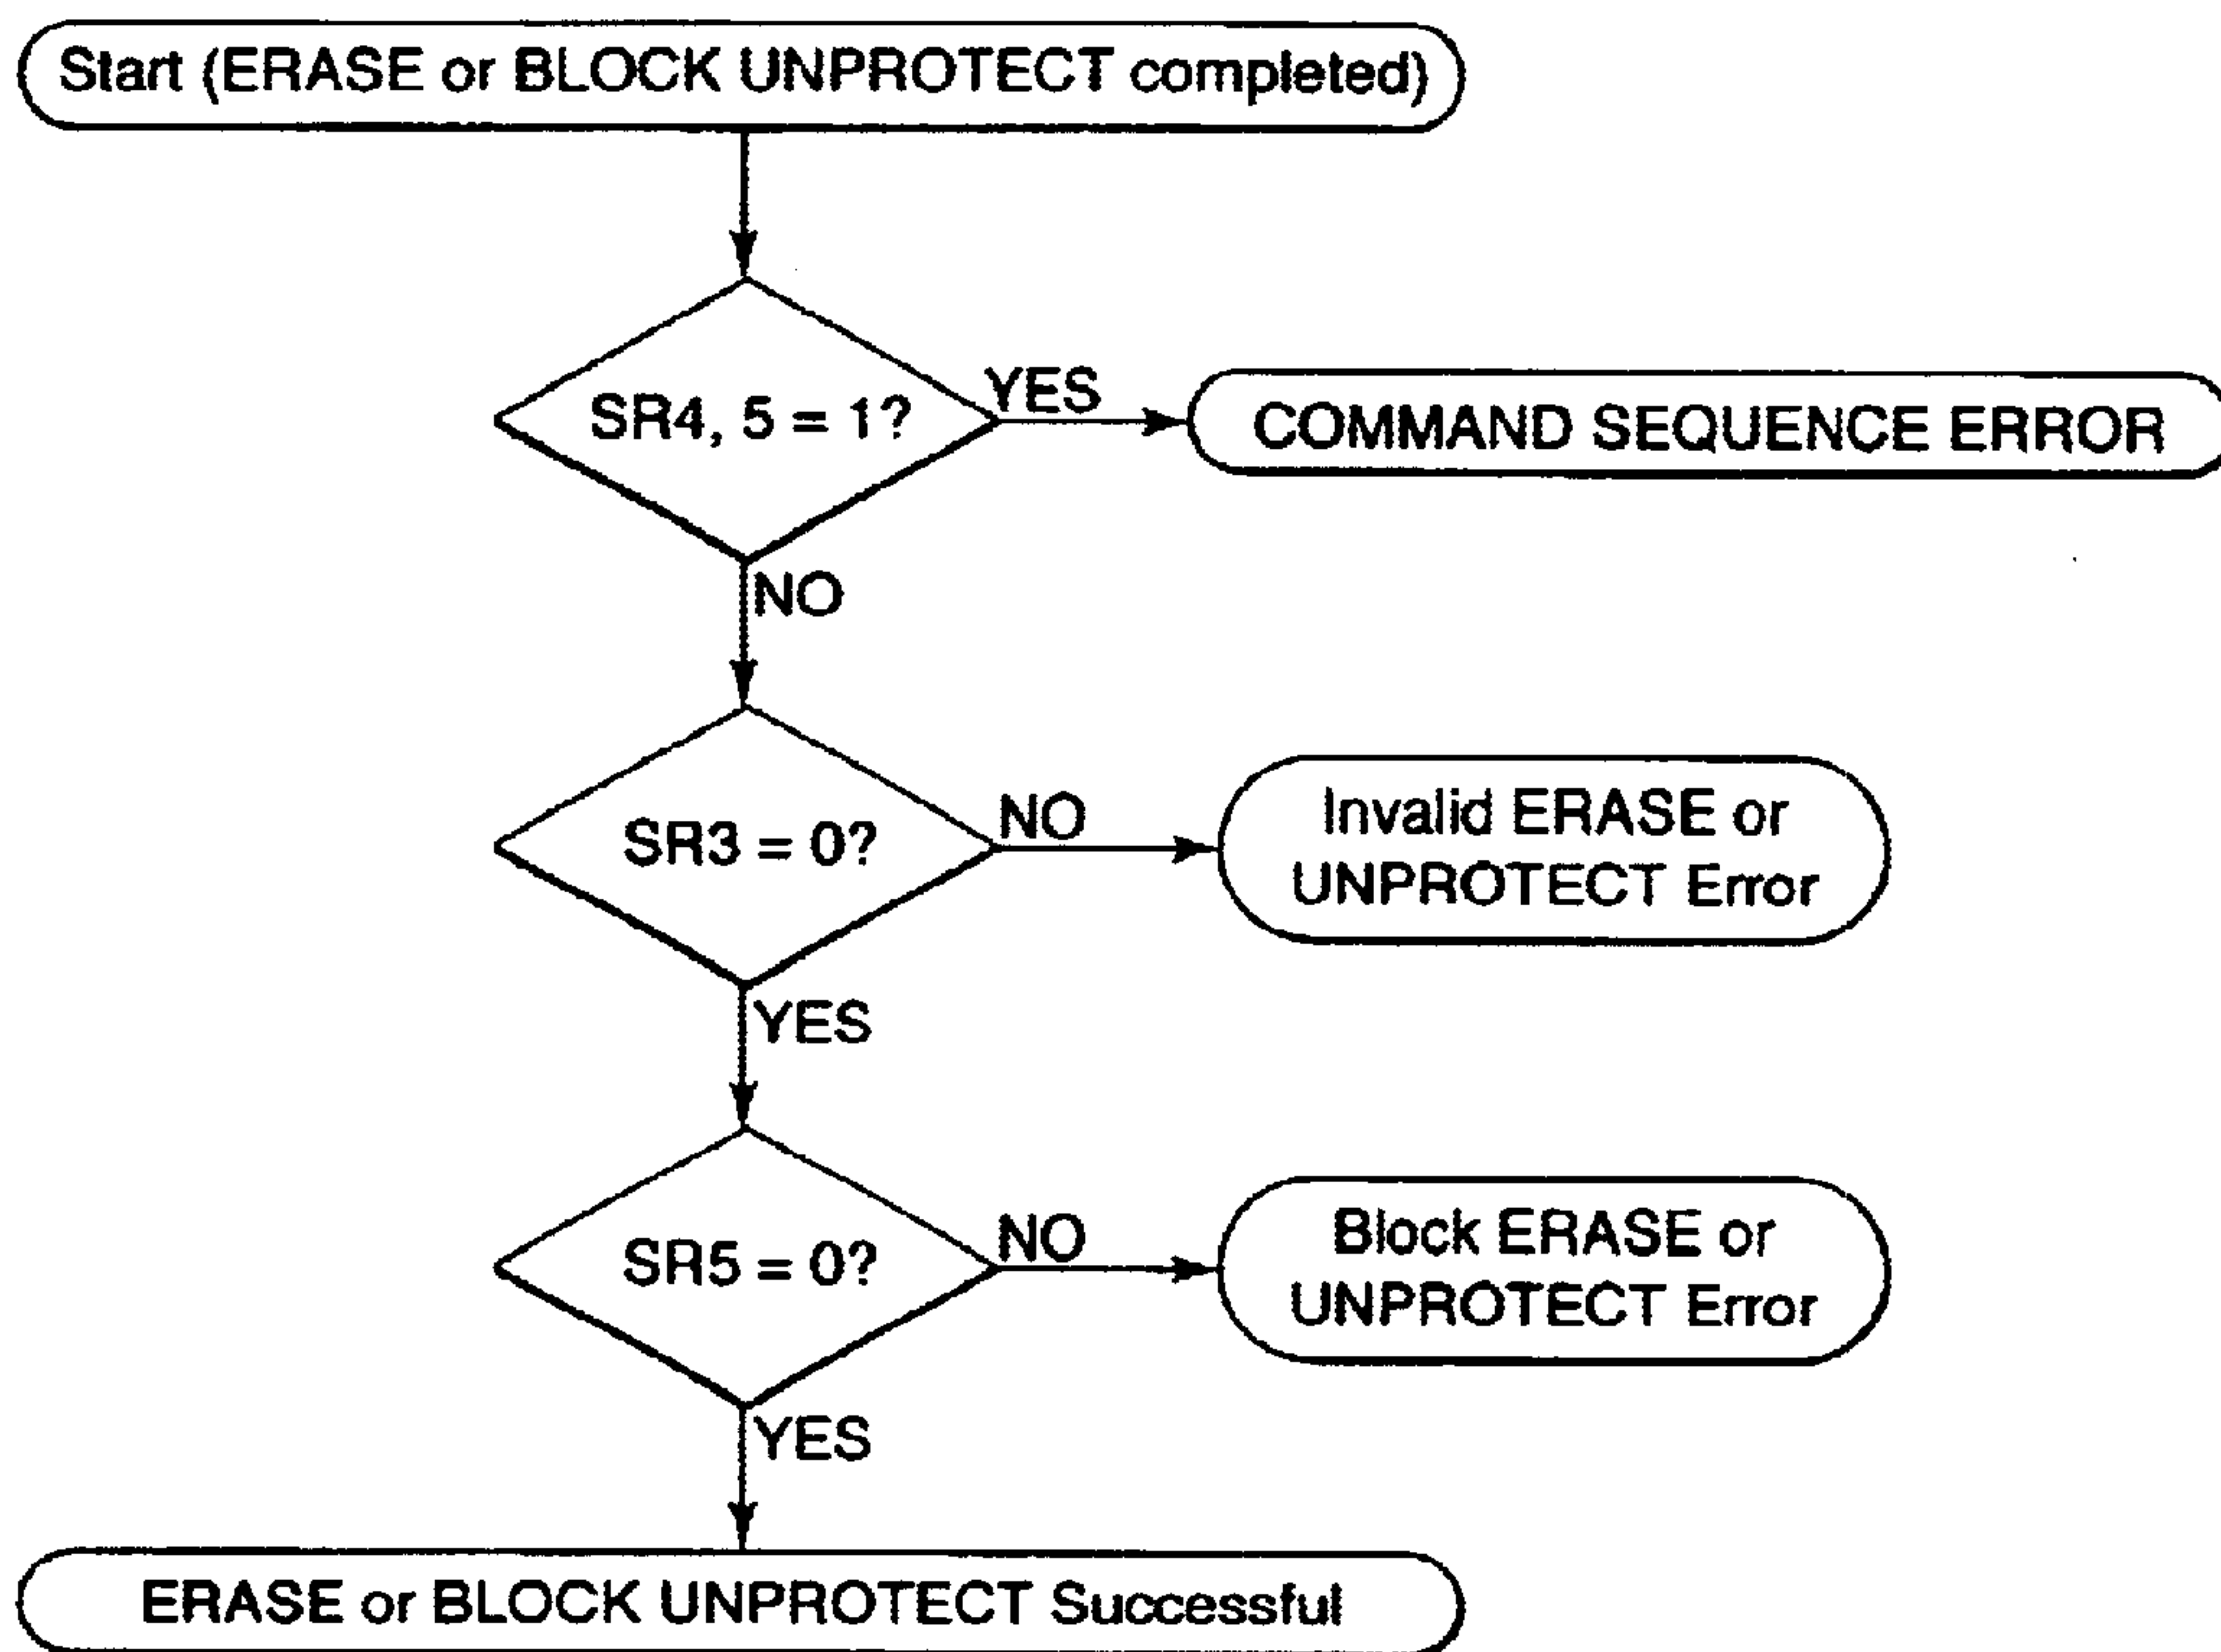 Start (ERASE or BLOCK UNPROTECT completed)
SR4, 5 = 1?
YES
COMMAND SEQUENCE ERROR
NO
SR3 = 0?
NO
Invalid ERASE or
UNPROTECT Error
YES
SR5 = 0?
NO
Block ERASE or
UNPROTECT Error
YES
ERASE or BLOCK UNPROTECT Successful